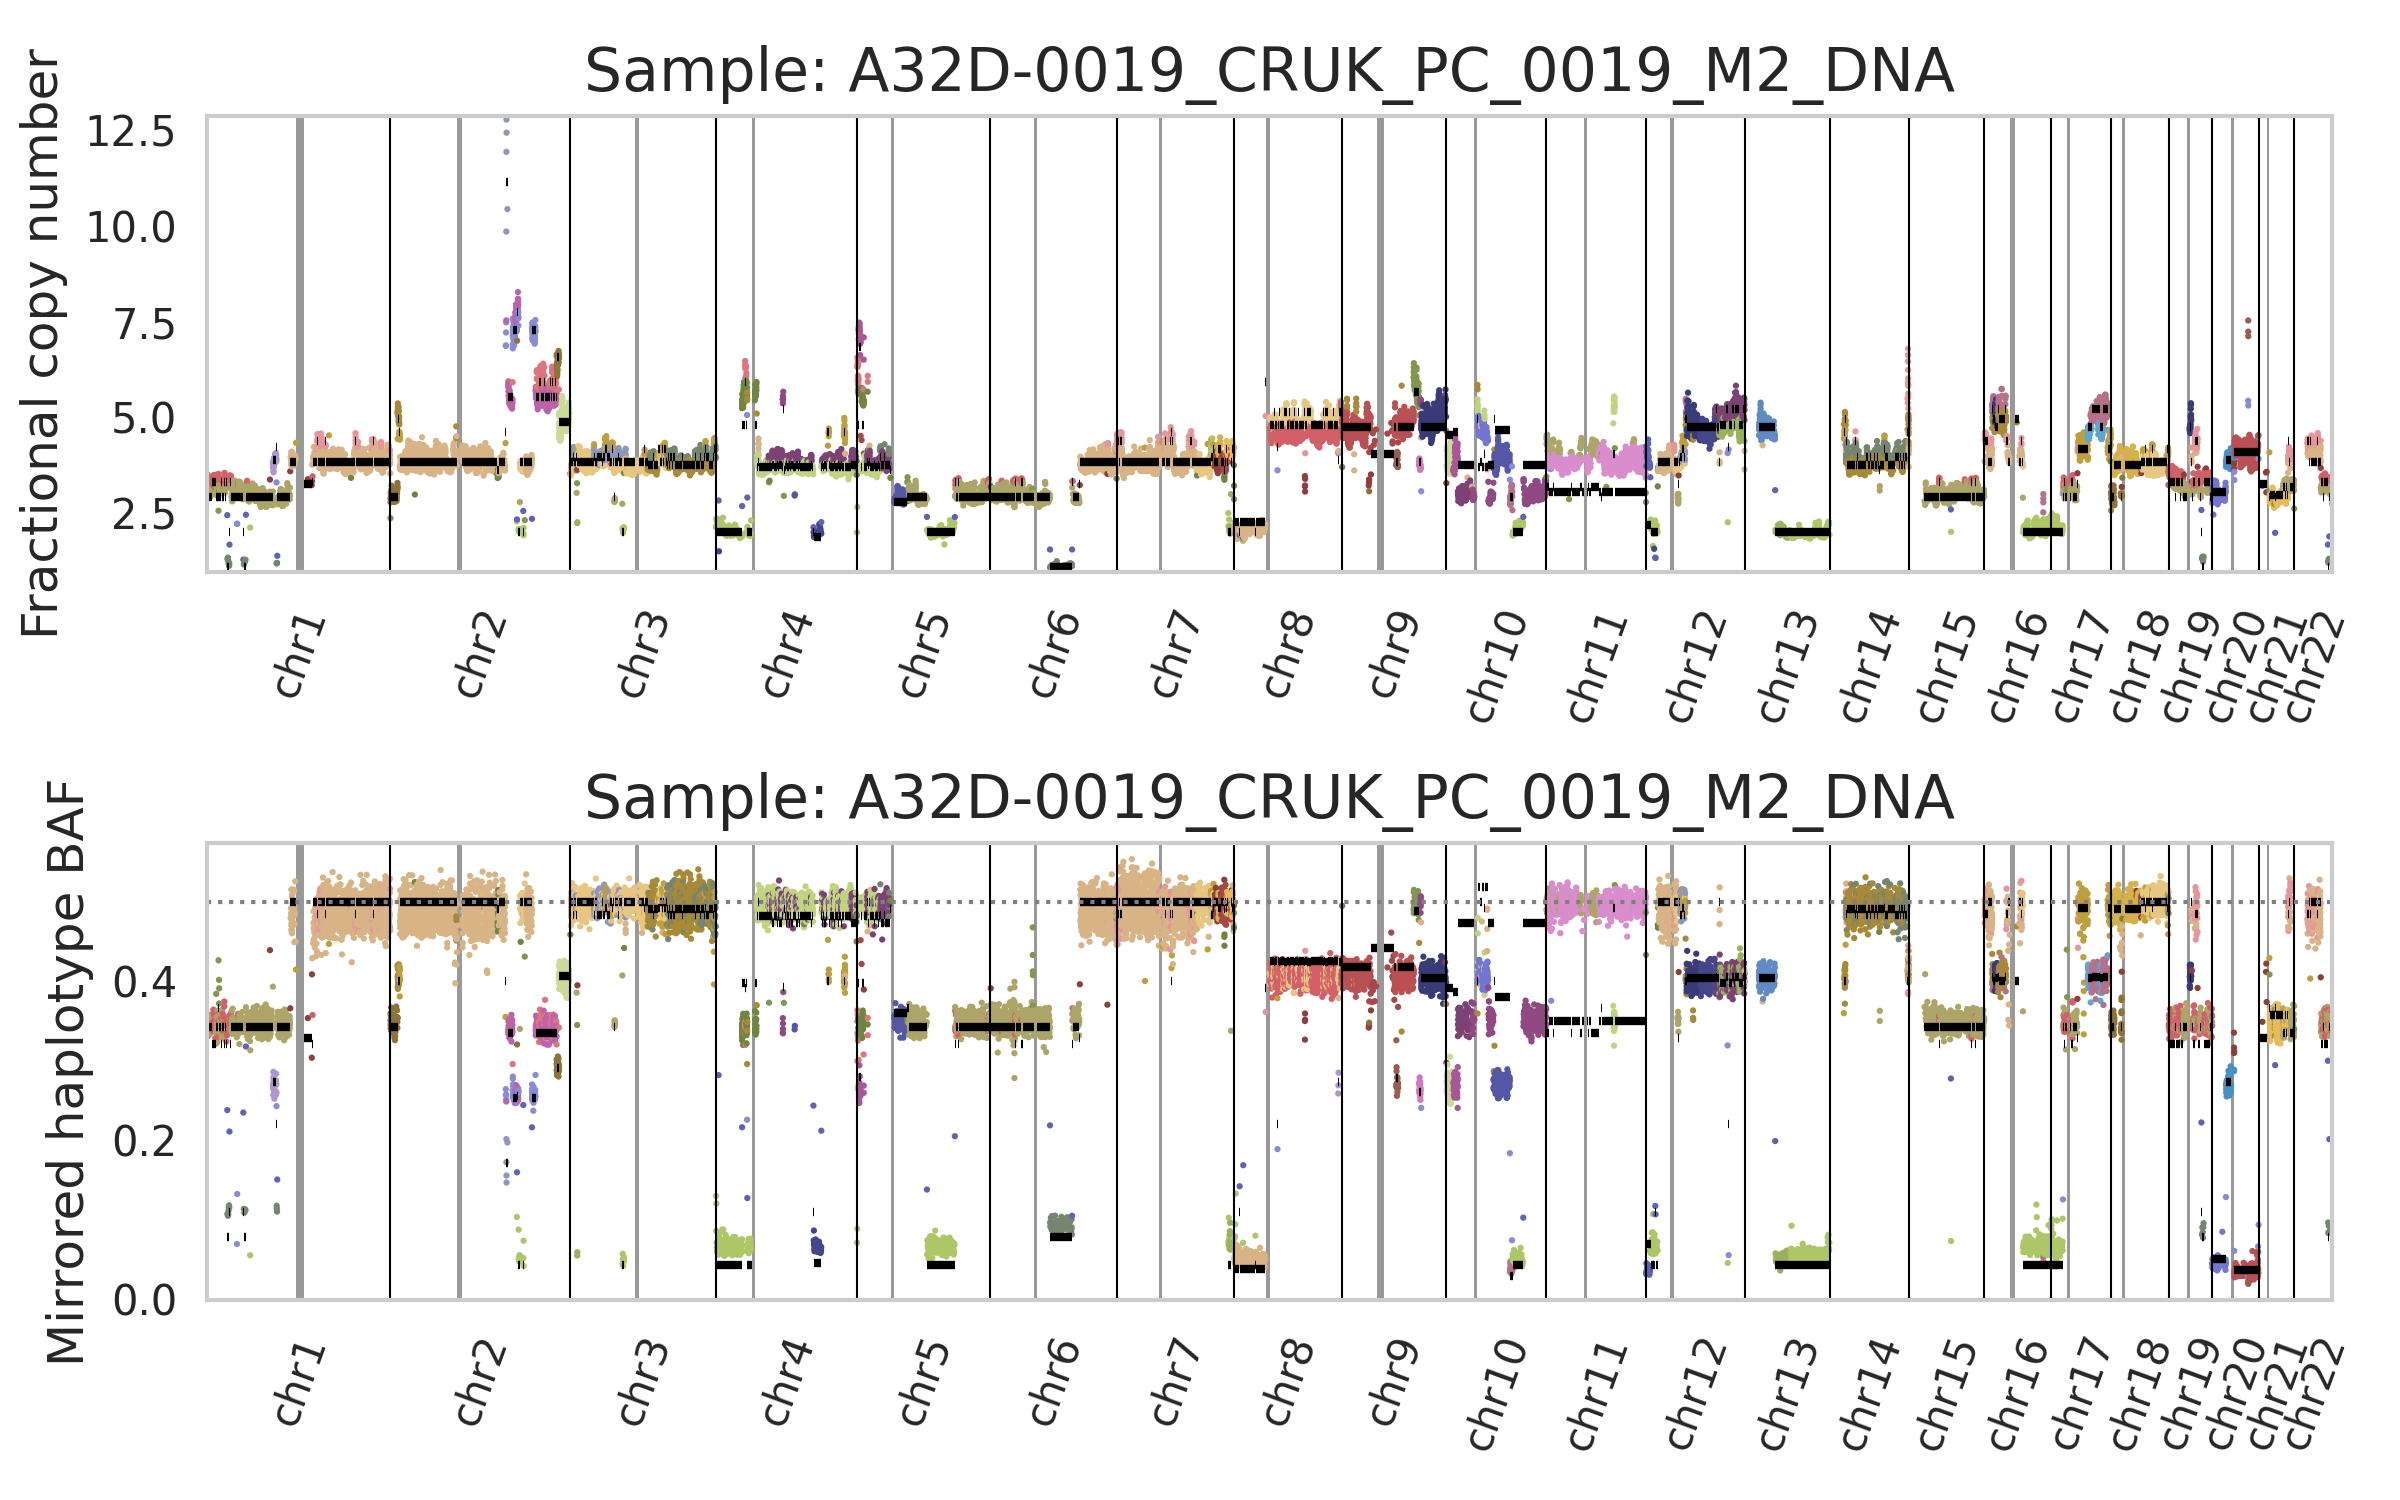 Sample: A32D-0019_CRUK_PC_0019_M2_DNA
Fractional copy number
12.5
10.0
7.5
5.0
2.5
chr1
chr2
chr3
chr4
chr5
chr6
chr7
chr8
chr9
chr10
chr11
chr12
chr13
chr14
chr15
chr16
chr17
chr18
chr19
chr20
chr21
chr22
Sample: A32D-0019_CRUK_PC_0019_M2_DNA
Mirrored haplotype BAF
0.4
0.2
0.0
chr1
chr2
chr3
chr4
chr5
chr6
chr7
chr8
chr9
chr10
chr11
chr12
chr13
chr14
chr15
chr16
chr17
chr18
chr19
chr20
chr21
chr22